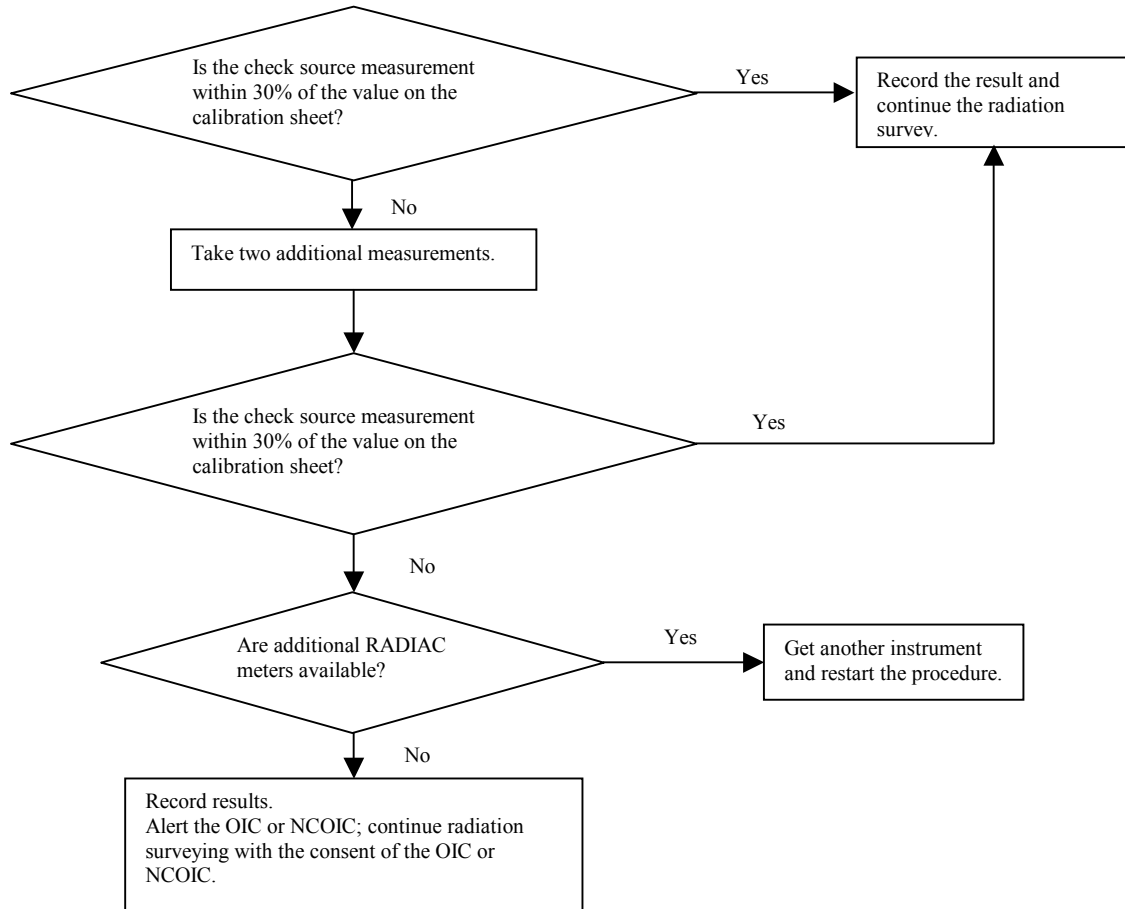 Is the check source measurement
within 30% of the value on the
calibration sheet?
Yes
Record the result and
continue the radiation
survey.
No
Take two additional measurements.
Is the check source measurement
within 30% of the value on the
calibration sheet?
Yes
No
Are additional RADIAC
meters available?
Yes
Get another instrument
and restart the procedure.
No
Record results.
Alert the OIC or NCOIC; continue radiation
surveying with the consent of the OIC or
NCOIC.